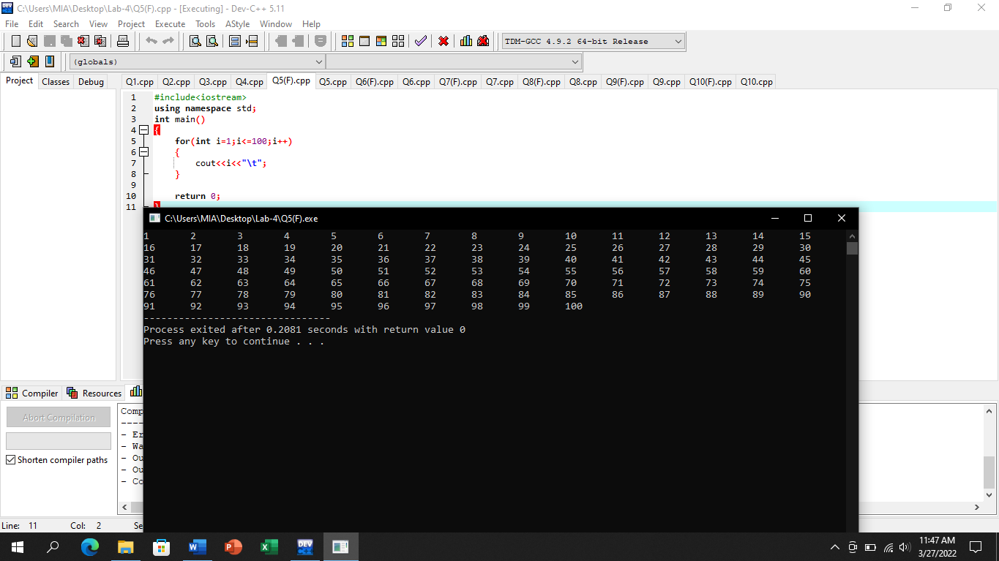 C:\Users\MIA\Desktop\Lab-4\Q5(F).cpp - [Executing] - Dev-C++ 5.11
File Edit Search View Project Execute Tools AStyle Window Help
TDM-GCC 4.9.2 64-bit Release
(globals)
Project Classes Debug Q1.cpp Q2.cpp Q3.cpp Q4.cpp Q5(F).cpp Q5.cpp Q6(F).cpp Q6.cpp Q7(F).cpp Q7.cpp Q8(F).cpp Q8.cpp Q9(F).cpp Q9.cpp Q10(F).cpp Q10.cpp
1 #include<iostream>
2 using namespace std;
3 int main()
4 {
5 for(int i=1;i<=100;i++)
6 {
7 cout<<i<<"\t";
8 }
9
10 return 0;
11 }
C:\Users\MIA\Desktop\Lab-4\Q5(F).exe
1 2 3 4 5 6 7 8 9 10 11 12 13 14 15
16 17 18 19 20 21 22 23 24 25 26 27 28 29 30
31 32 33 34 35 36 37 38 39 40 41 42 43 44 45
46 47 48 49 50 51 52 53 54 55 56 57 58 59 60
61 62 63 64 65 66 67 68 69 70 71 72 73 74 75
76 77 78 79 80 81 82 83 84 85 86 87 88 89 90
91 92 93 94 95 96 97 98 99 100
--------------------------------
Process exited after 0.2081 seconds with return value 0
Press any key to continue . . .
Compiler Resources
Abort Compilation
Shorten compiler paths
Comp
----
- Er
- Wa
- Ou
- Ou
- Co
Line: 11 Col: 2 Se
11:47 AM
3/27/2022